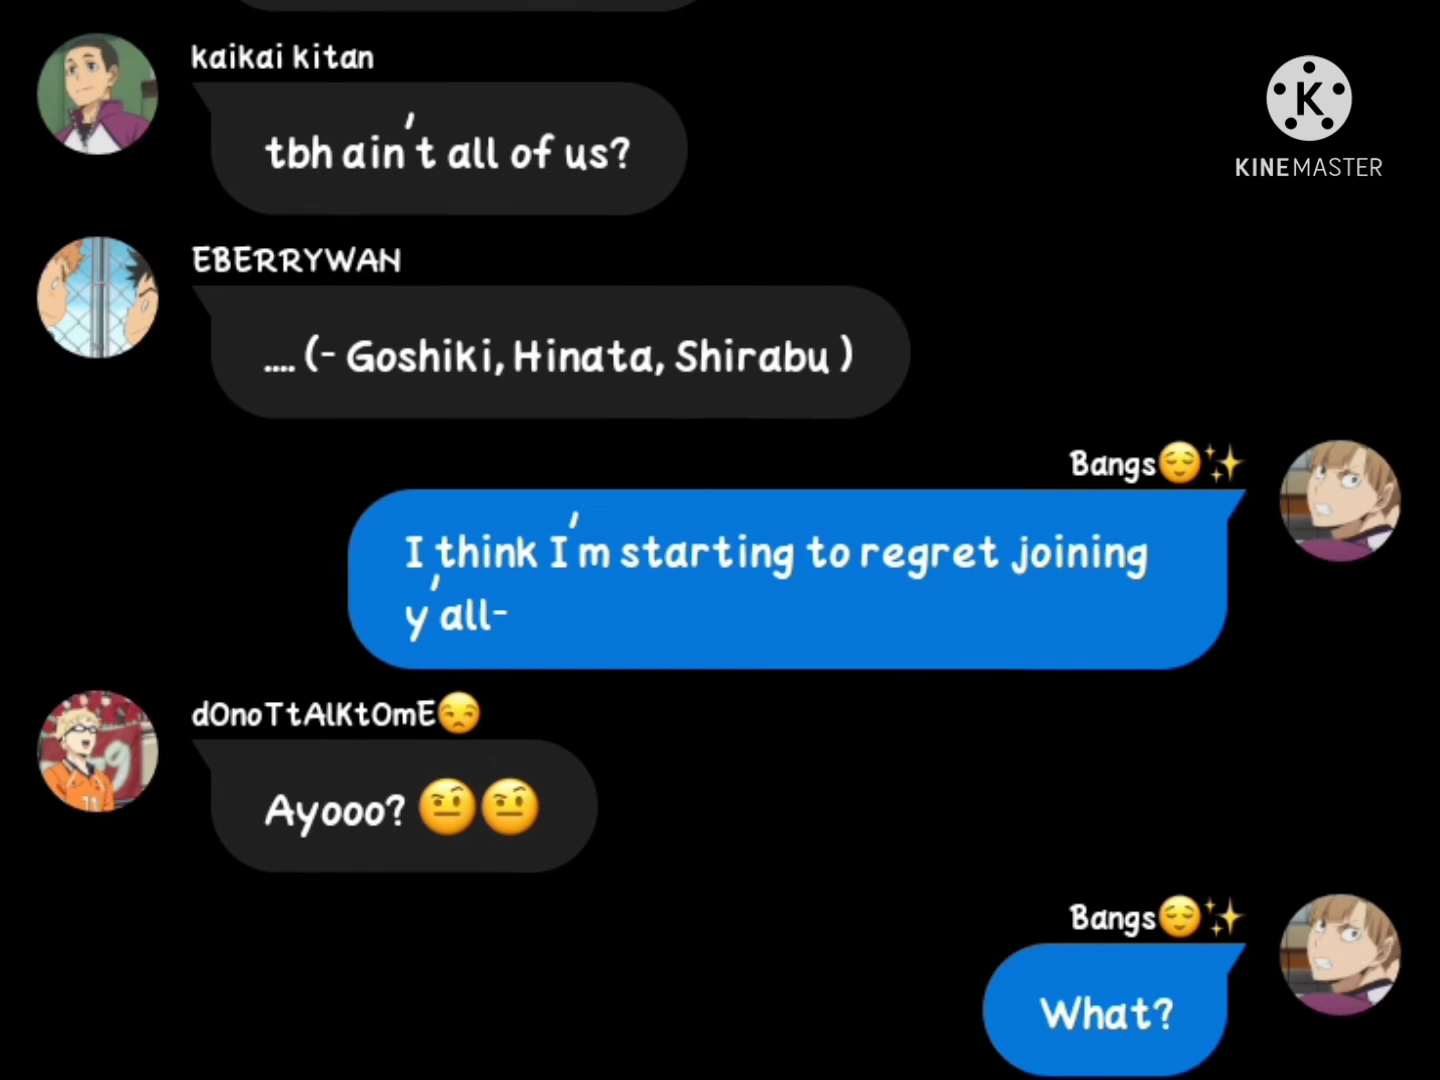 kaikai kitan
tbh ain't all of us?
KINEMASTER
EBERRYWAN
.... (- Goshiki, Hinata, Shirabu )
Bangs😌✨
I think I'm starting to regret joining
y'all-
dOnoTtAlKtOmE😒
Ayooo? 🤨🤨
Bangs😌✨
What?